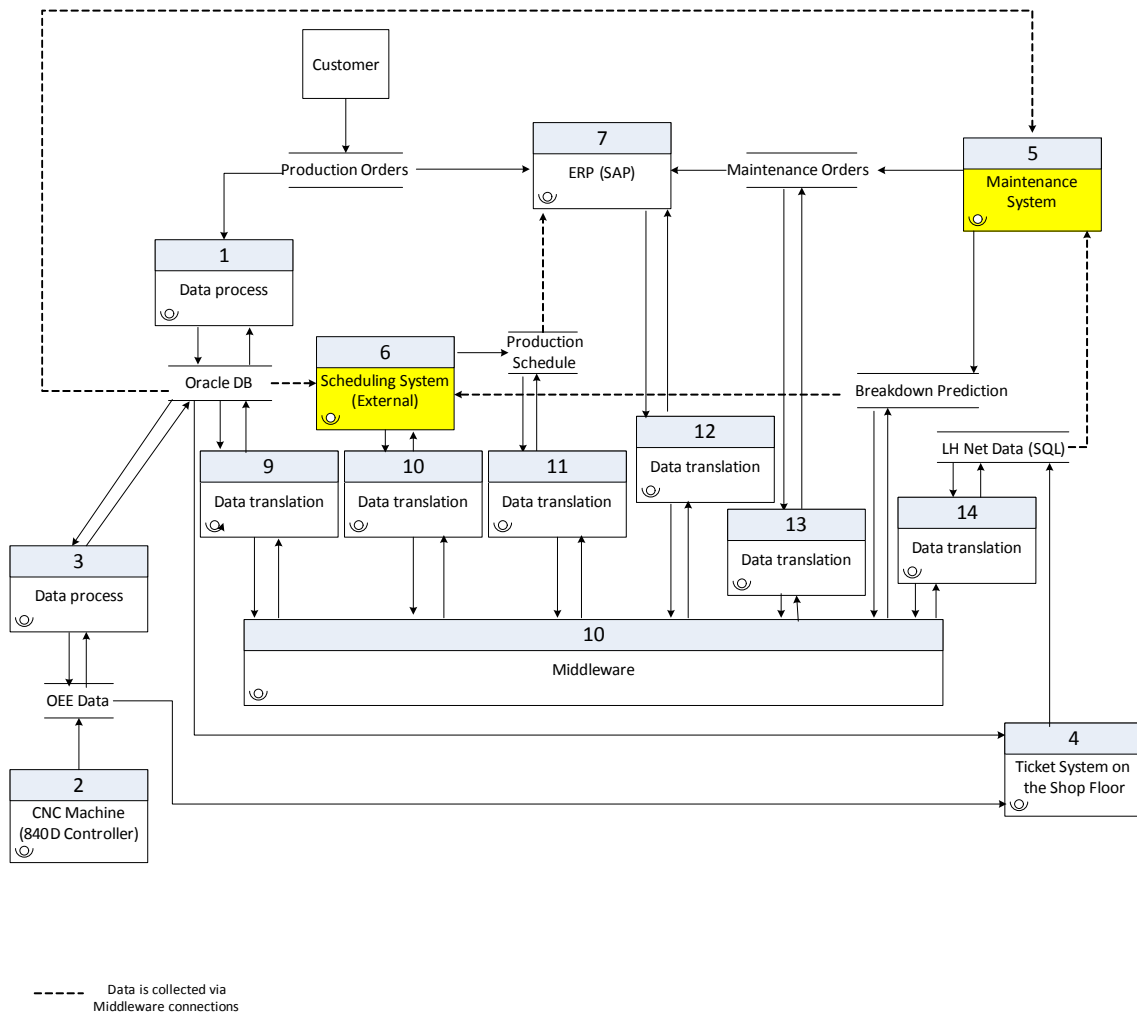 Customer
7
ERP (SAP)
5
Maintenance
System
Production Orders
Maintenance Orders
1
Data process
6
Scheduling System
(External)
Production
Schedule
Oracle DB
Breakdown Prediction
12
Data translation
LH Net Data (SQL)
9
Data translation
10
Data translation
11
Data translation
13
Data translation
14
Data translation
3
Data process
10
Middleware
OEE Data
4
Ticket System on
the Shop Floor
2
CNC Machine
(840D Controller)
Data is collected via
Middleware connections